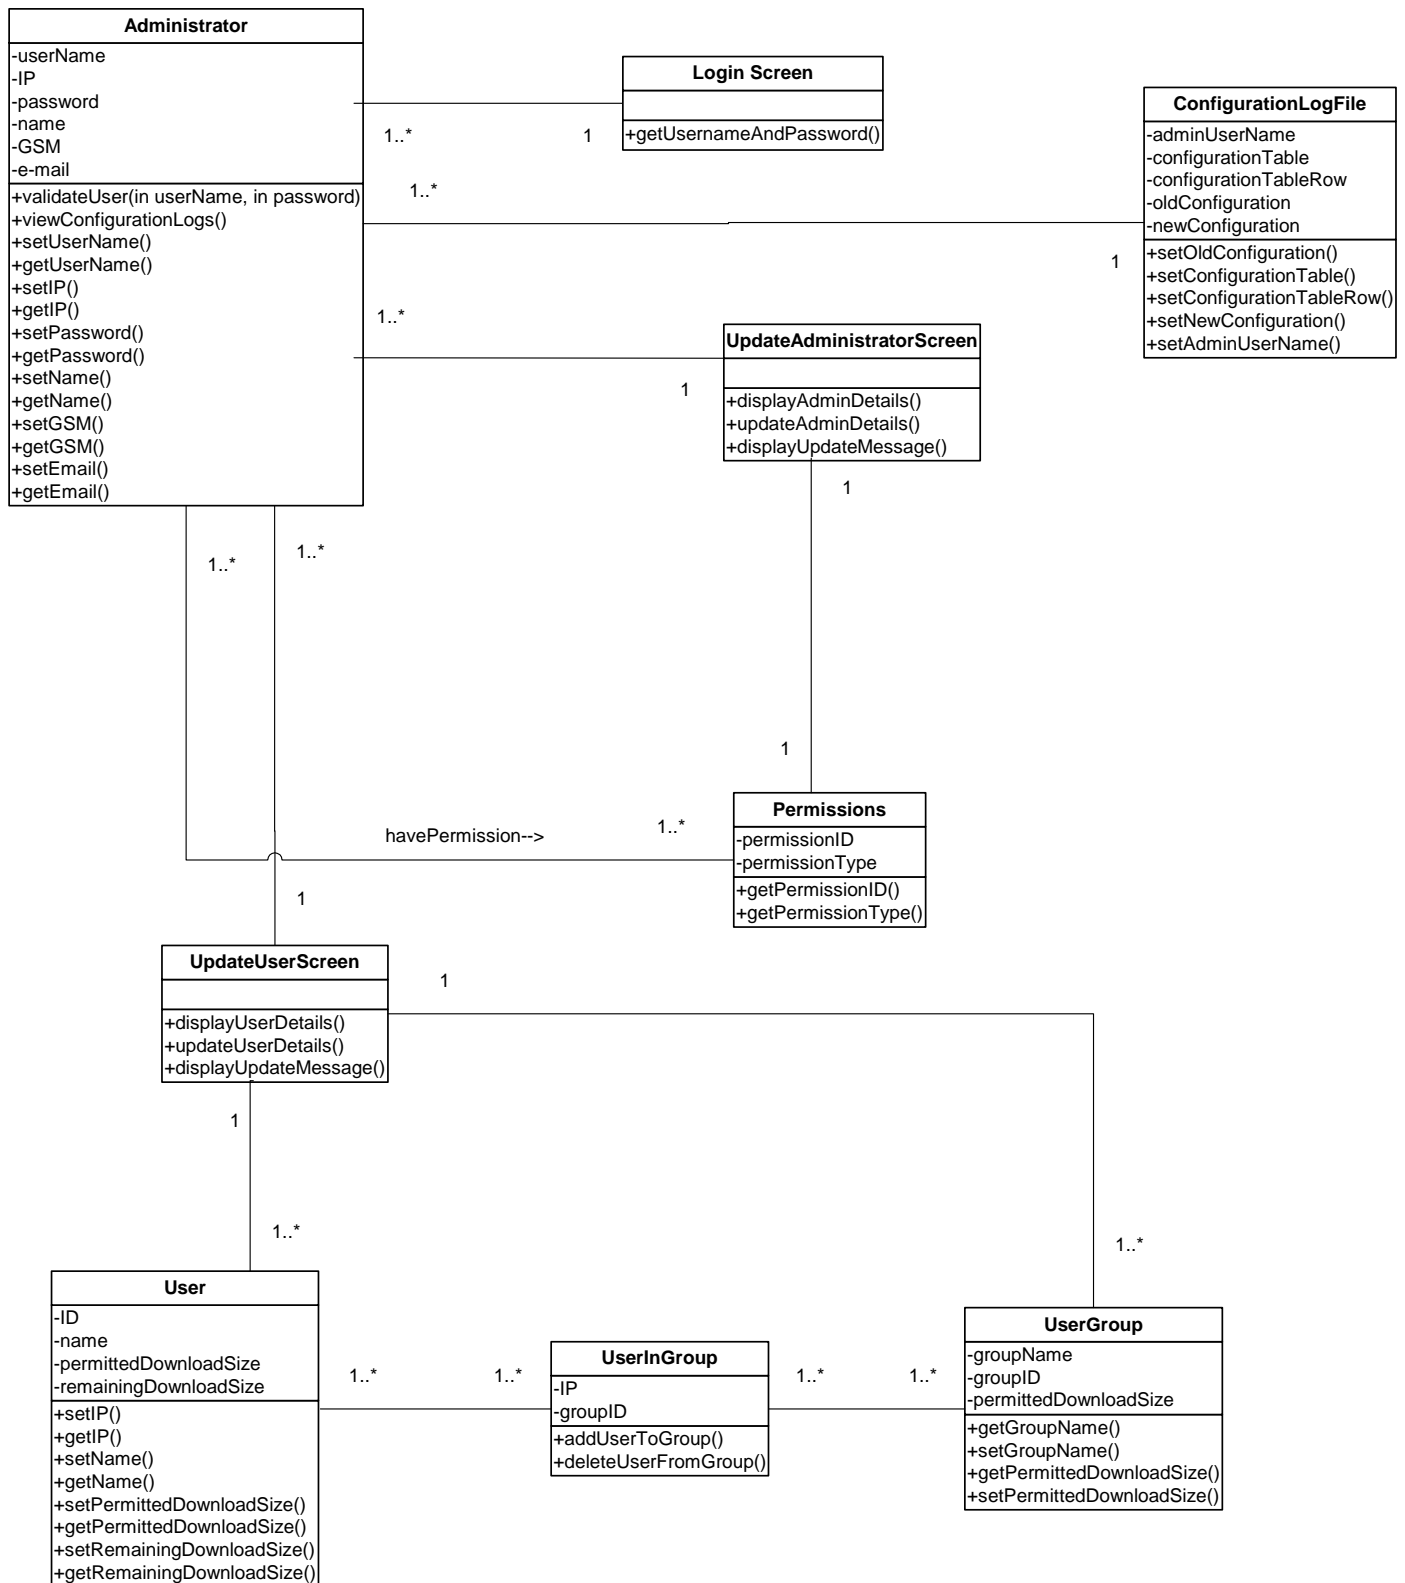 Administrator
-userName
-IP
-password
-name
-GSM
-e-mail
+validateUser(in userName, in password)
+viewConfigurationLogs()
+setUserName()
+getUserName()
+setIP()
+getIP()
+setPassword()
+getPassword()
+setName()
+getName()
+setGSM()
+getGSM()
+setEmail()
+getEmail()
Login Screen
+getUsernameAndPassword()
1..*
1
ConfigurationLogFile
-adminUserName
-configurationTable
-configurationTableRow
-oldConfiguration
-newConfiguration
+setOldConfiguration()
+setConfigurationTable()
+setConfigurationTableRow()
+setNewConfiguration()
+setAdminUserName()
1..*
1
1..*
1
UpdateAdministratorScreen
+displayAdminDetails()
+updateAdminDetails()
+displayUpdateMessage()
1
1..*
1..*
1
havePermission-->
1..*
Permissions
-permissionID
-permissionType
+getPermissionID()
+getPermissionType()
1
UpdateUserScreen
+displayUserDetails()
+updateUserDetails()
+displayUpdateMessage()
1
1
1..*
1..*
User
-ID
-name
-permittedDownloadSize
-remainingDownloadSize
+setIP()
+getIP()
+setName()
+getName()
+setPermittedDownloadSize()
+getPermittedDownloadSize()
+setRemainingDownloadSize()
+getRemainingDownloadSize()
1..*
1..*
UserInGroup
-IP
-groupID
+addUserToGroup()
+deleteUserFromGroup()
1..*
1..*
UserGroup
-groupName
-groupID
-permittedDownloadSize
+getGroupName()
+setGroupName()
+getPermittedDownloadSize()
+setPermittedDownloadSize()